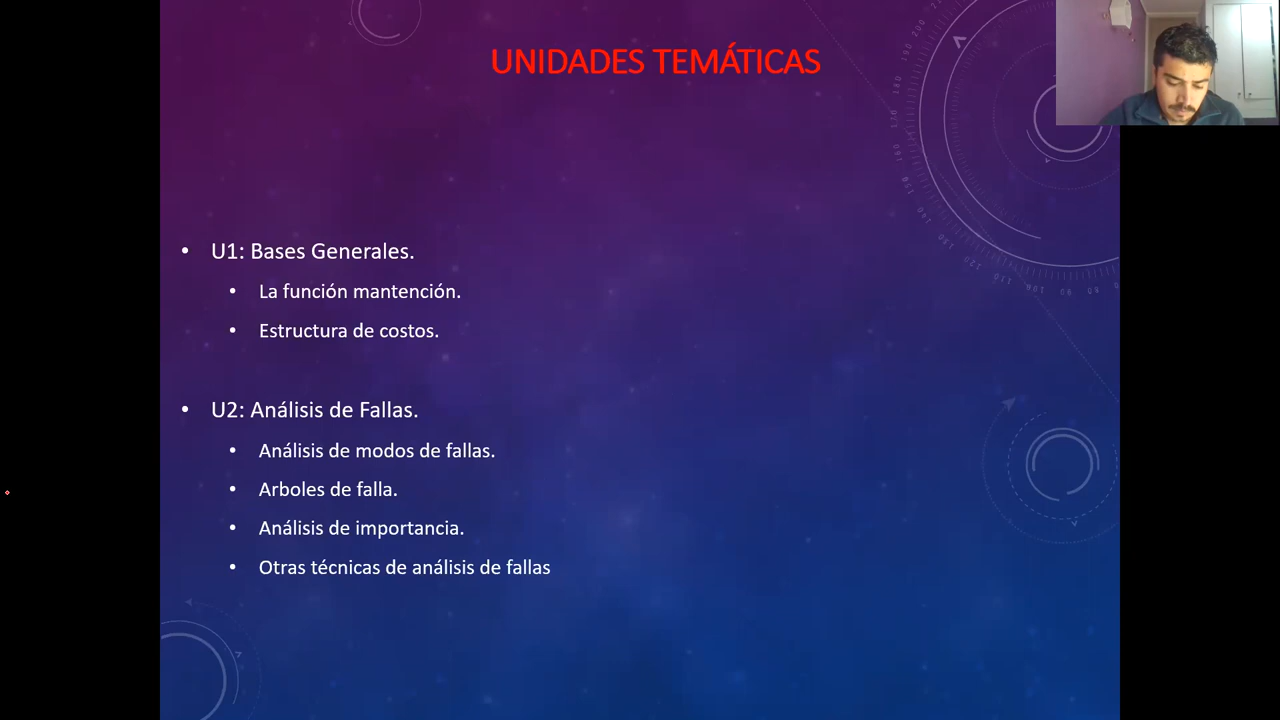 UNIDADES TEMÁTICAS
• U1: Bases Generales.
• La función mantención.
• Estructura de costos.
• U2: Análisis de Fallas.
• Análisis de modos de fallas.
• Arboles de falla.
• Análisis de importancia.
• Otras técnicas de análisis de fallas